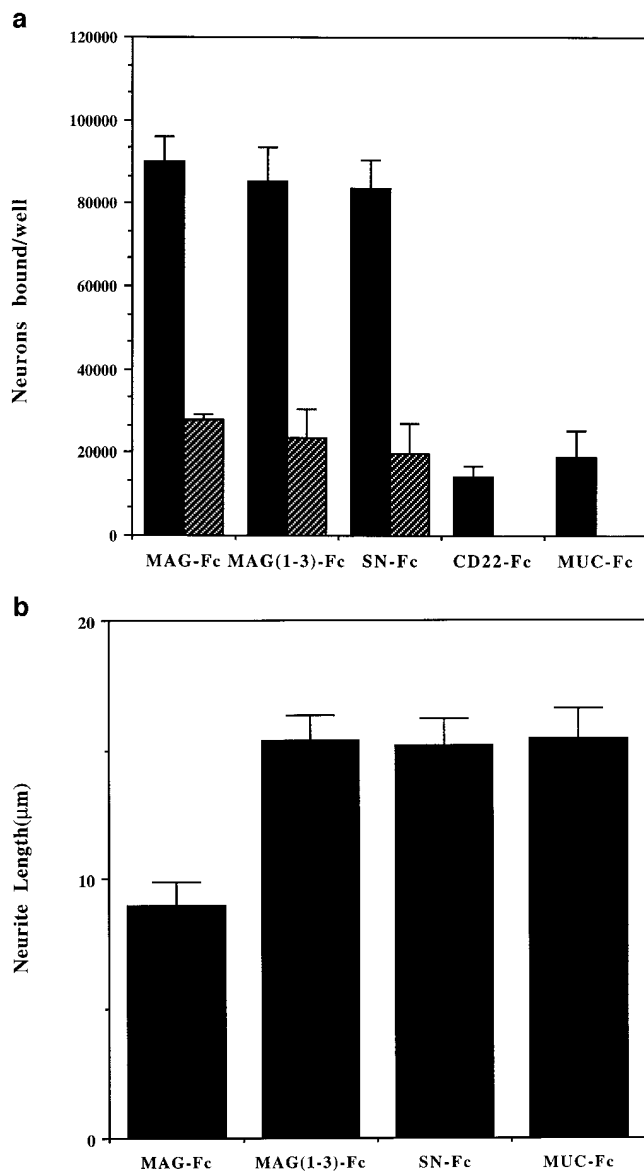 a
120000
100000
80000
60000
40000
20000
0
Neurons bound/well
MAG-Fc MAG(1-3)-Fc SN-Fc CD22-Fc MUC-Fc
b
20
10
0
Neurite Length(μm)
MAG-Fc MAG(1-3)-Fc SN-Fc MUC-Fc